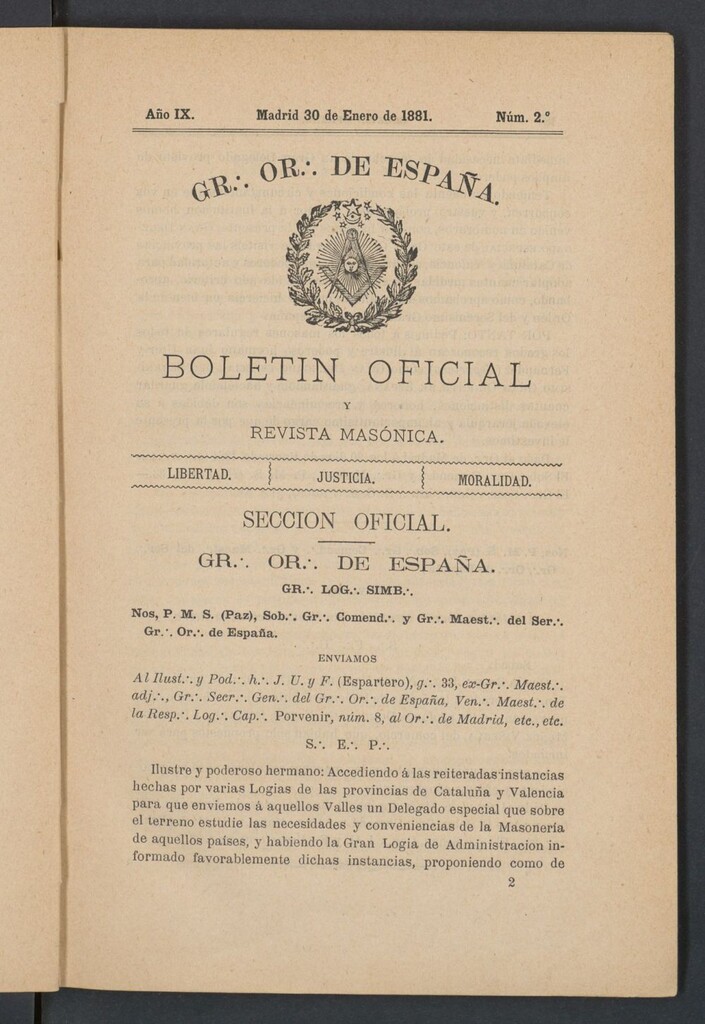 Año IX. Madrid 30 de Enero de 1881. Núm. 2.°
GR.·. OR.·. DE ESPAÑA.
BOLETIN OFICIAL
Y
REVISTA MASÓNICA.
LIBERTAD. JUSTICIA. MORALIDAD.
SECCION OFICIAL.
GR.·. OR.·. DE ESPAÑA.
GR.·. LOG.·. SIMB.·.
Nos, P. M. S. (Paz), Sob.·. Gr.·. Comend.·. y Gr.·. Maest.·. del Ser.·.
Gr.·. Or.·. de España.
ENVIAMOS
Al Ilust.·. y Pod.·. h.·. J. U. y F. (Espartero), g.·. 33, ex-Gr.·. Maest.·.
adj.·., Gr.·. Secr.·. Gen.·. del Gr.·. Or.·. de España, Ven.·. Maest.·. de
la Resp.·. Log.·. Cap.·. Porvenir, núm. 8, al Or.·. de Madrid, etc., etc.
S.·. E.·. P.·.
Ilustre y poderoso hermano: Accediendo á las reiteradas instancias
hechas por varias Logias de las provincias de Cataluña y Valencia
para que enviemos á aquellos Valles un Delegado especial que sobre
el terreno estudie las necesidades y conveniencias de la Masonería
de aquellos países, y habiendo la Gran Logia de Administracion in-
formado favorablemente dichas instancias, proponiendo como de
2